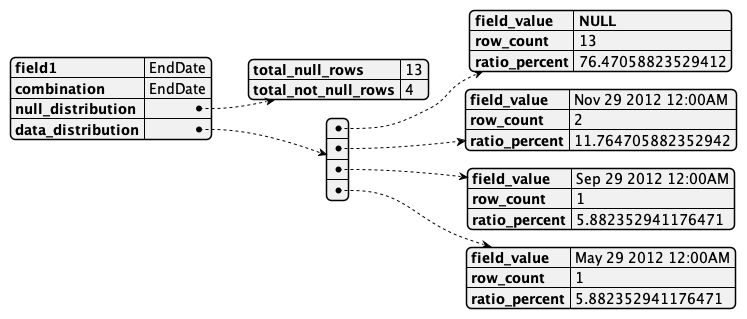 field1 EndDate
combination EndDate
null_distribution
data_distribution
total_null_rows 13
total_not_null_rows 4
field_value NULL
row_count 13
ratio_percent 76.47058823529412
field_value Nov 29 2012 12:00AM
row_count 2
ratio_percent 11.764705882352942
field_value Sep 29 2012 12:00AM
row_count 1
ratio_percent 5.882352941176471
field_value May 29 2012 12:00AM
row_count 1
ratio_percent 5.882352941176471